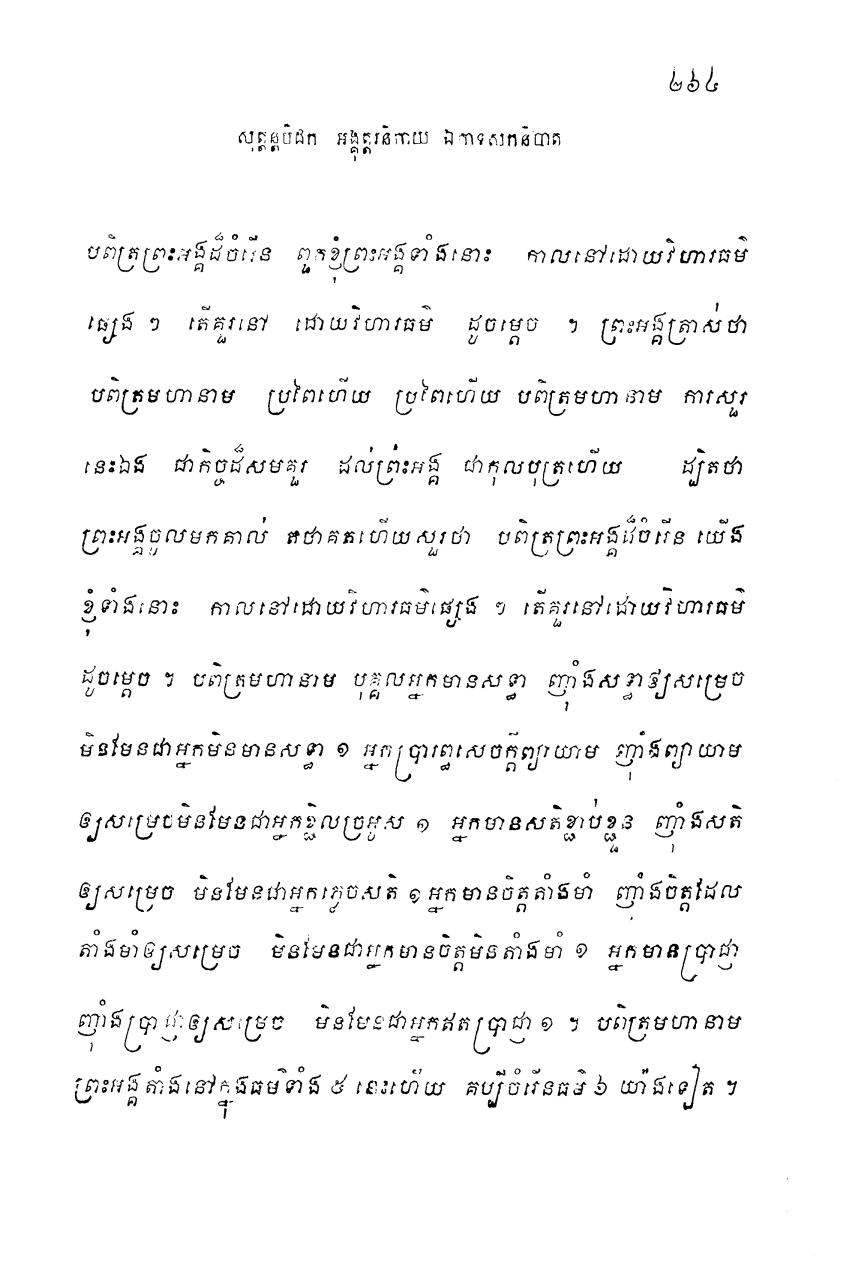 ២៦៤
សុត្តន្តបិដក អង្គុត្តរនិកាយ ឯកាទសកនិបាត
បពិត្រព្រះអង្គដ៏ចំរើន ពួកខ្ញុំព្រះអង្គទាំងនោះ កាលនៅដោយវិហារធម៌
ផ្សេង ៗ តើគួរនៅ ដោយវិហារធម៌ ដូចម្តេច ។ ព្រះអង្គត្រាស់ថា
បពិត្រមហានាម ប្រពៃហើយ ប្រពៃហើយ បពិត្រមហានាម ការសួរ
នេះឯង ជាកិច្ចដ៏សមគួរ ដល់ព្រះអង្គ ជាកុលបុត្រហើយ ដ្បិតថា
ព្រះអង្គចូលមកគាល់ តថាគតហើយសួរថា បពិត្រព្រះអង្គដ៏ចំរើន យើង
ខ្ញុំទាំងនោះ កាលនៅដោយវិហារធម៌ផ្សេង ៗ តើគួរនៅដោយវិហារធម៌
ដូចម្តេច ។ បពិត្រមហានាម បុគ្គលអ្នកមានសទ្ធា ញ៉ាំងសទ្ធាឲ្យសម្រេច
មិនមែនជាអ្នកមិនមានសទ្ធា ១ អ្នកប្រារព្ធសេចក្តីព្យាយាម ញ៉ាំងព្យាយាម
ឲ្យសម្រេចមិនមែនជាអ្នកខ្ជិលច្រអូស ១ អ្នកមានសតិខ្ជាប់ខ្ជួន ញ៉ាំងសតិ
ឲ្យសម្រេច មិនមែនជាអ្នកភ្លេចសតិ ១ អ្នកមានចិត្តតាំងមាំ ញ៉ាំងចិត្តដែល
តាំងមាំឲ្យសម្រេច មិនមែនជាអ្នកមានចិត្តមិនតាំងមាំ ១ អ្នកមានប្រាជ្ញា
ញ៉ាំងប្រាជ្ញាឲ្យសម្រេច មិនមែនជាអ្នកឥតប្រាជ្ញា ១ ។ បពិត្រមហានាម
ព្រះអង្គតាំងនៅក្នុងធម៌ទាំង ៥ នេះហើយ គប្បីចំរើនធម៌ ៦ យ៉ាងទៀត ។